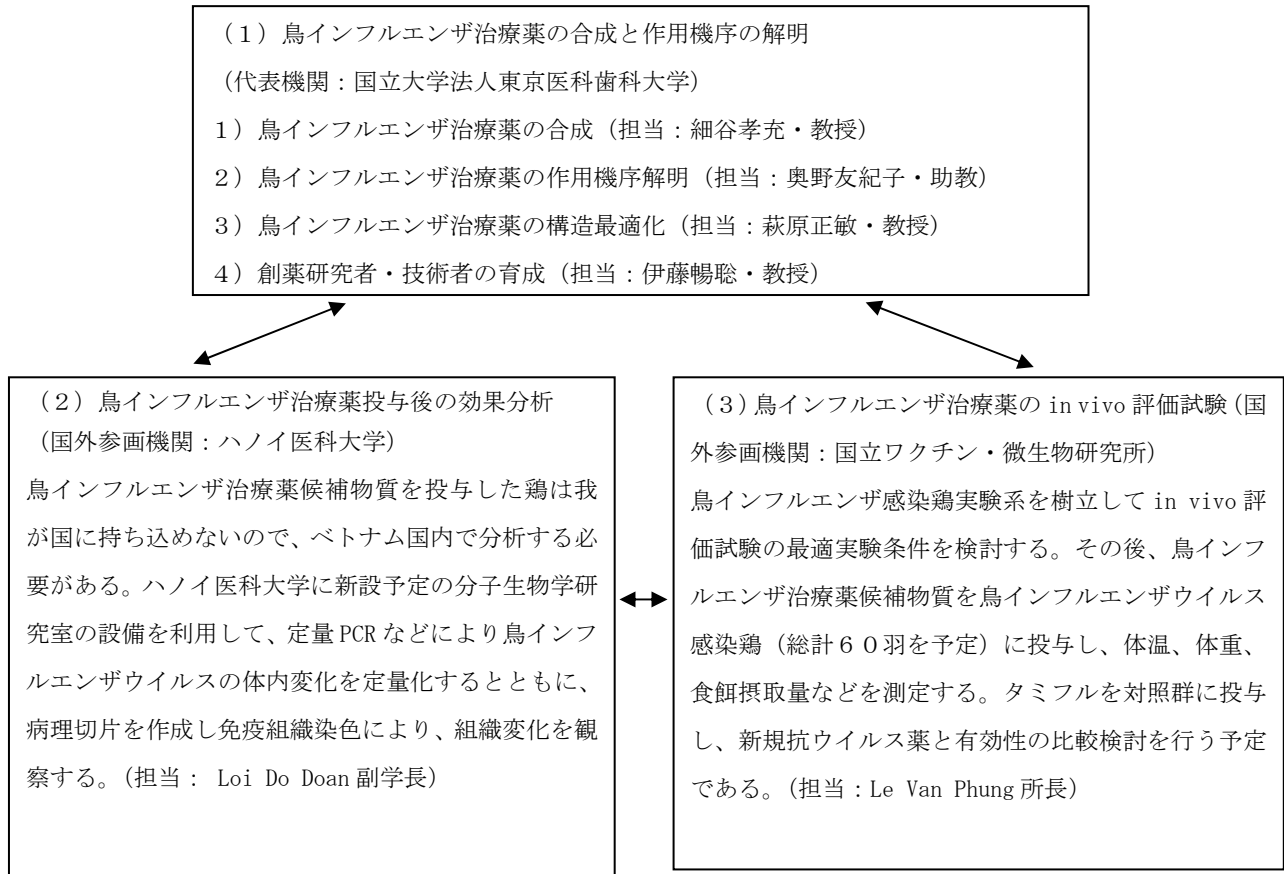 （１）鳥インフルエンザ治療薬の合成と作用機序の解明
（代表機関：国立大学法人東京医科歯科大学）
１）鳥インフルエンザ治療薬の合成（担当：細谷孝充・教授）
２）鳥インフルエンザ治療薬の作用機序解明（担当：奥野友紀子・助教）
３）鳥インフルエンザ治療薬の構造最適化（担当：萩原正敏・教授）
４）創薬研究者・技術者の育成（担当：伊藤暢聡・教授）
（２）鳥インフルエンザ治療薬投与後の効果分析
（国外参画機関：ハノイ医科大学）
鳥インフルエンザ治療薬候補物質を投与した鶏は我
が国に持ち込めないので、ベトナム国内で分析する必
要がある。ハノイ医科大学に新設予定の分子生物学研
究室の設備を利用して、定量 PCR などにより鳥インフ
ルエンザウイルスの体内変化を定量化するとともに、
病理切片を作成し免疫組織染色により、組織変化を観
察する。（担当： Loi Do Doan 副学長）
（３）鳥インフルエンザ治療薬の in vivo 評価試験（国
外参画機関：国立ワクチン・微生物研究所）
鳥インフルエンザ感染鶏実験系を樹立して in vivo 評
価試験の最適実験条件を検討する。その後、鳥インフ
ルエンザ治療薬候補物質を鳥インフルエンザウイルス
感染鶏（総計６０羽を予定）に投与し、体温、体重、
食餌摂取量などを測定する。タミフルを対照群に投与
し、新規抗ウイルス薬と有効性の比較検討を行う予定
である。（担当：Le Van Phung 所長）